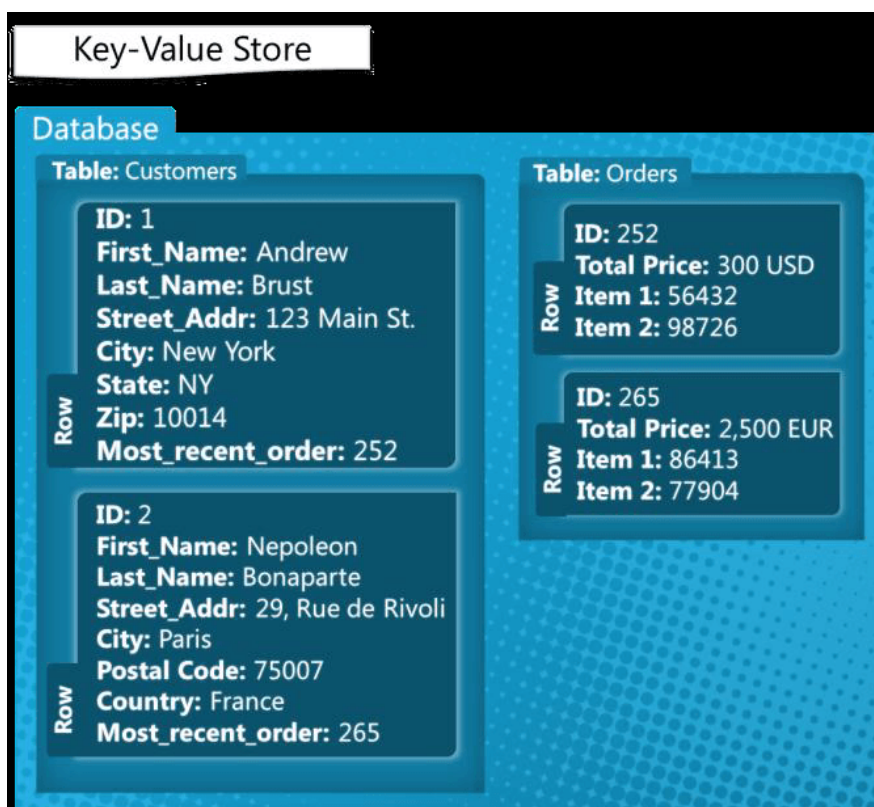 Key-Value Store
Database
Table: Customers
ID: 1
First_Name: Andrew
Last_Name: Brust
Street_Addr: 123 Main St.
City: New York
State: NY
Zip: 10014
Most_recent_order: 252
Row
ID: 2
First_Name: Nepoleon
Last_Name: Bonaparte
Street_Addr: 29, Rue de Rivoli
City: Paris
Postal Code: 75007
Country: France
Most_recent_order: 265
Row
Table: Orders
ID: 252
Total Price: 300 USD
Item 1: 56432
Item 2: 98726
Row
ID: 265
Total Price: 2,500 EUR
Item 1: 86413
Item 2: 77904
Row